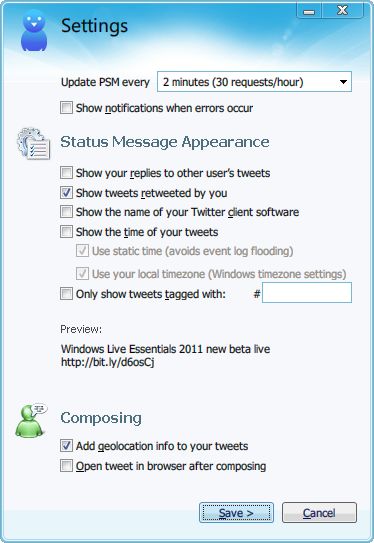 Settings
Update PSM every 2 minutes (30 requests/hour)
Show notifications when errors occur
Status Message Appearance
Show your replies to other user's tweets
Show tweets retweeted by you
Show the name of your Twitter client software
Show the time of your tweets
Use static time (avoids event log flooding)
Use your local timezone (Windows timezone settings)
Only show tweets tagged with: #
Preview:
Windows Live Essentials 2011 new beta live
http://bit.ly/d6osCj
Composing
Add geolocation info to your tweets
Open tweet in browser after composing
Save > Cancel